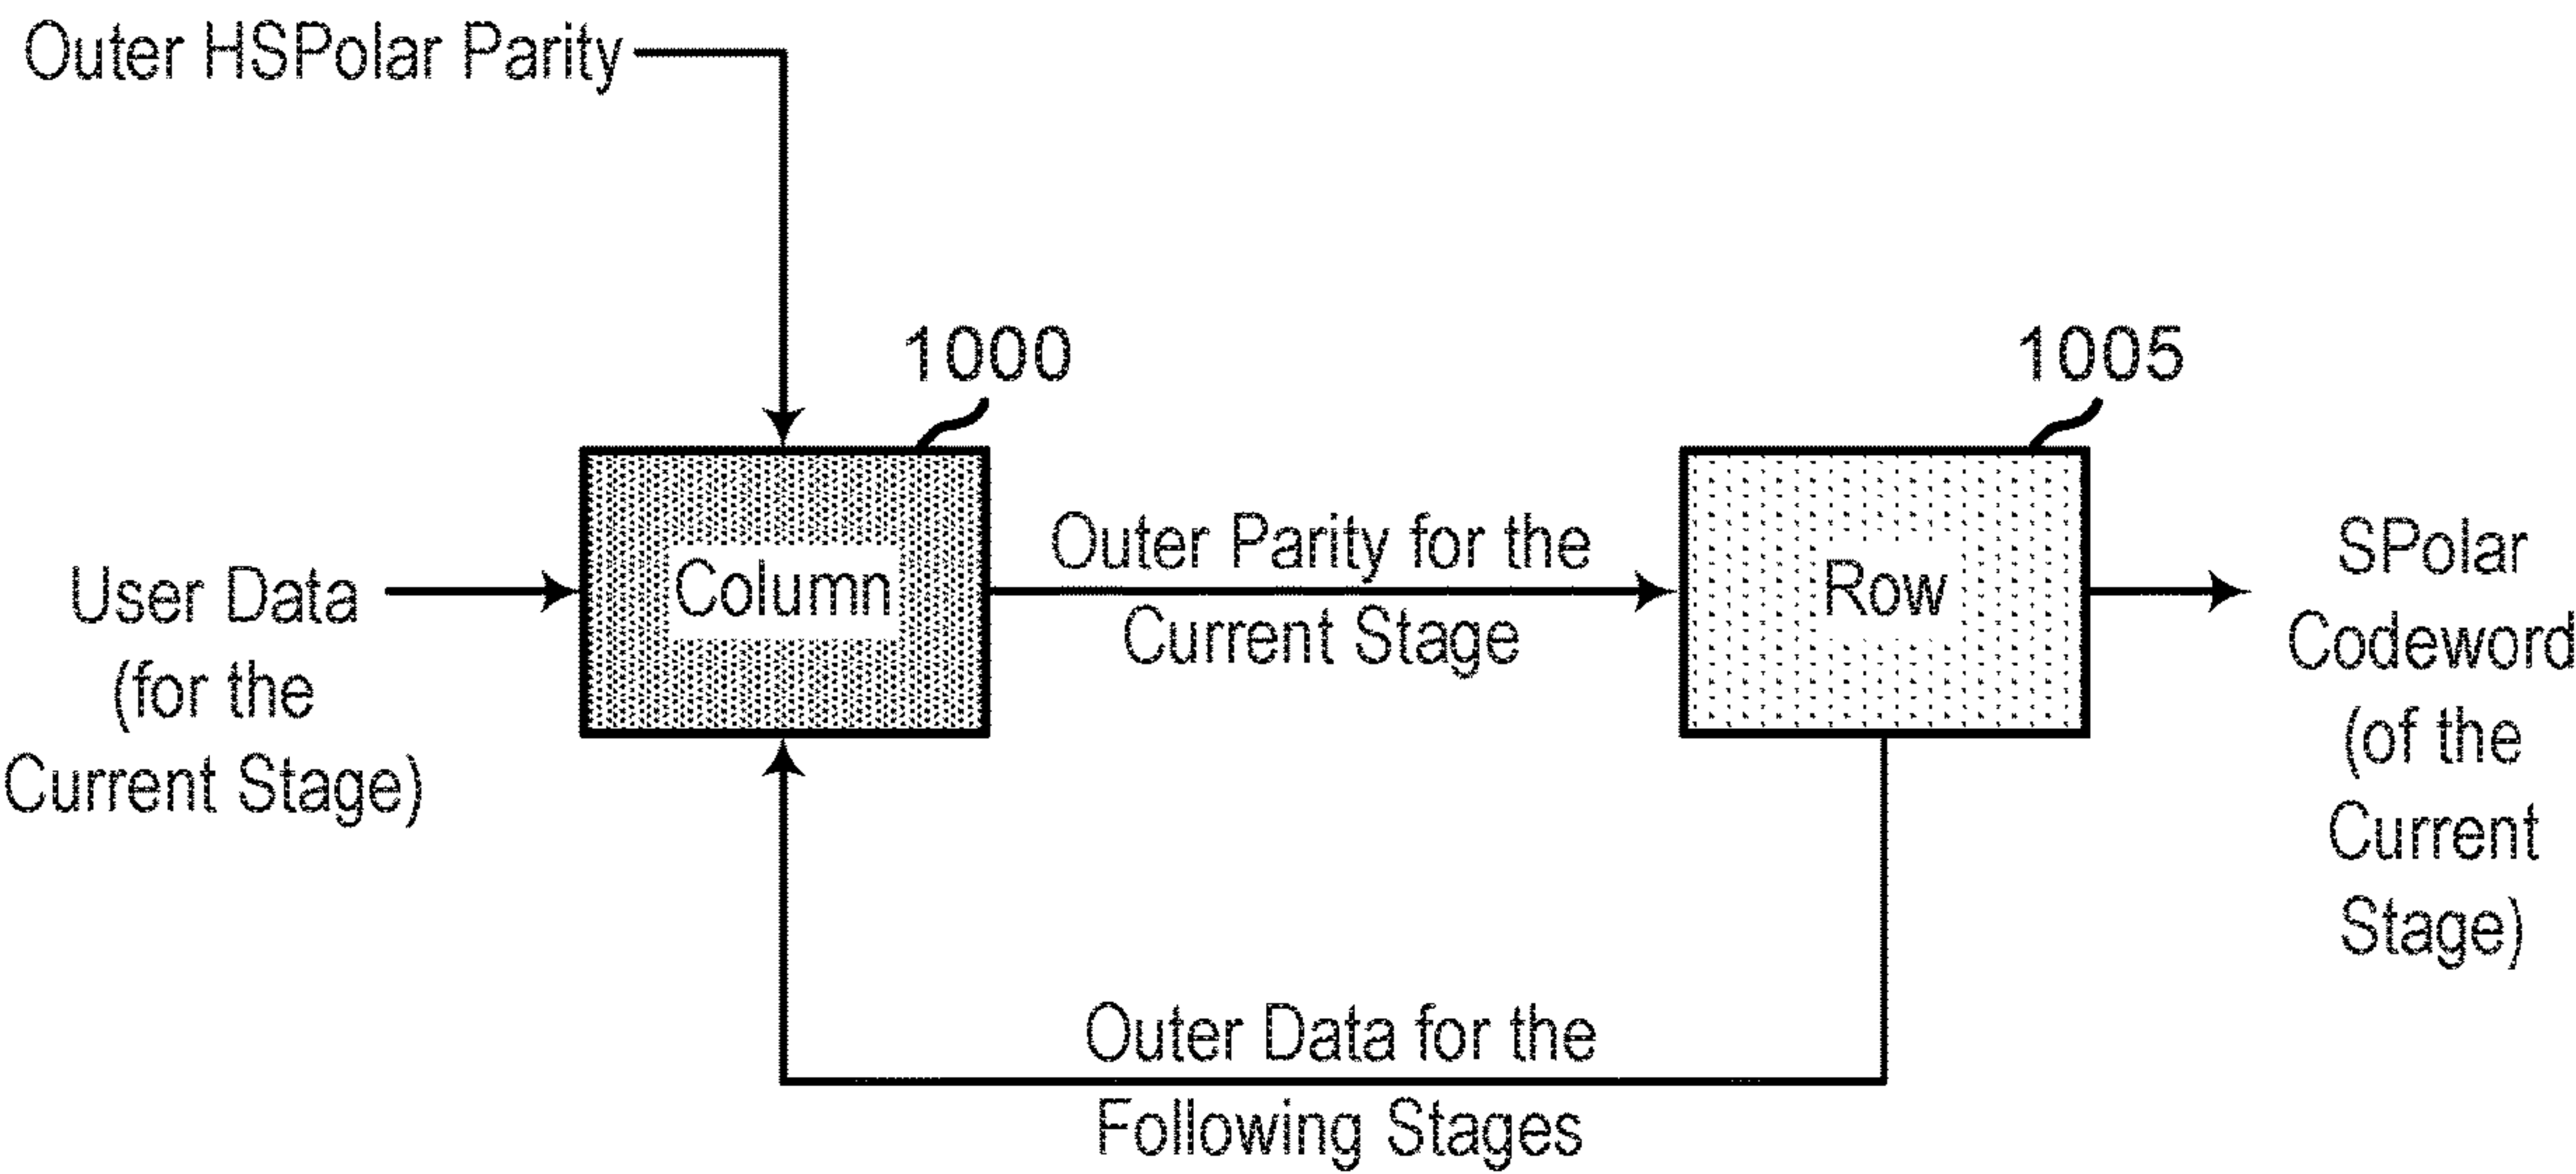 Outer HSPolar Parity
1000
1005
User Data
(for the
Current Stage)
Column
Outer Parity for the
Current Stage
Row
SPolar
Codeword
(of the
Current
Stage)
Outer Data for the
Following Stages